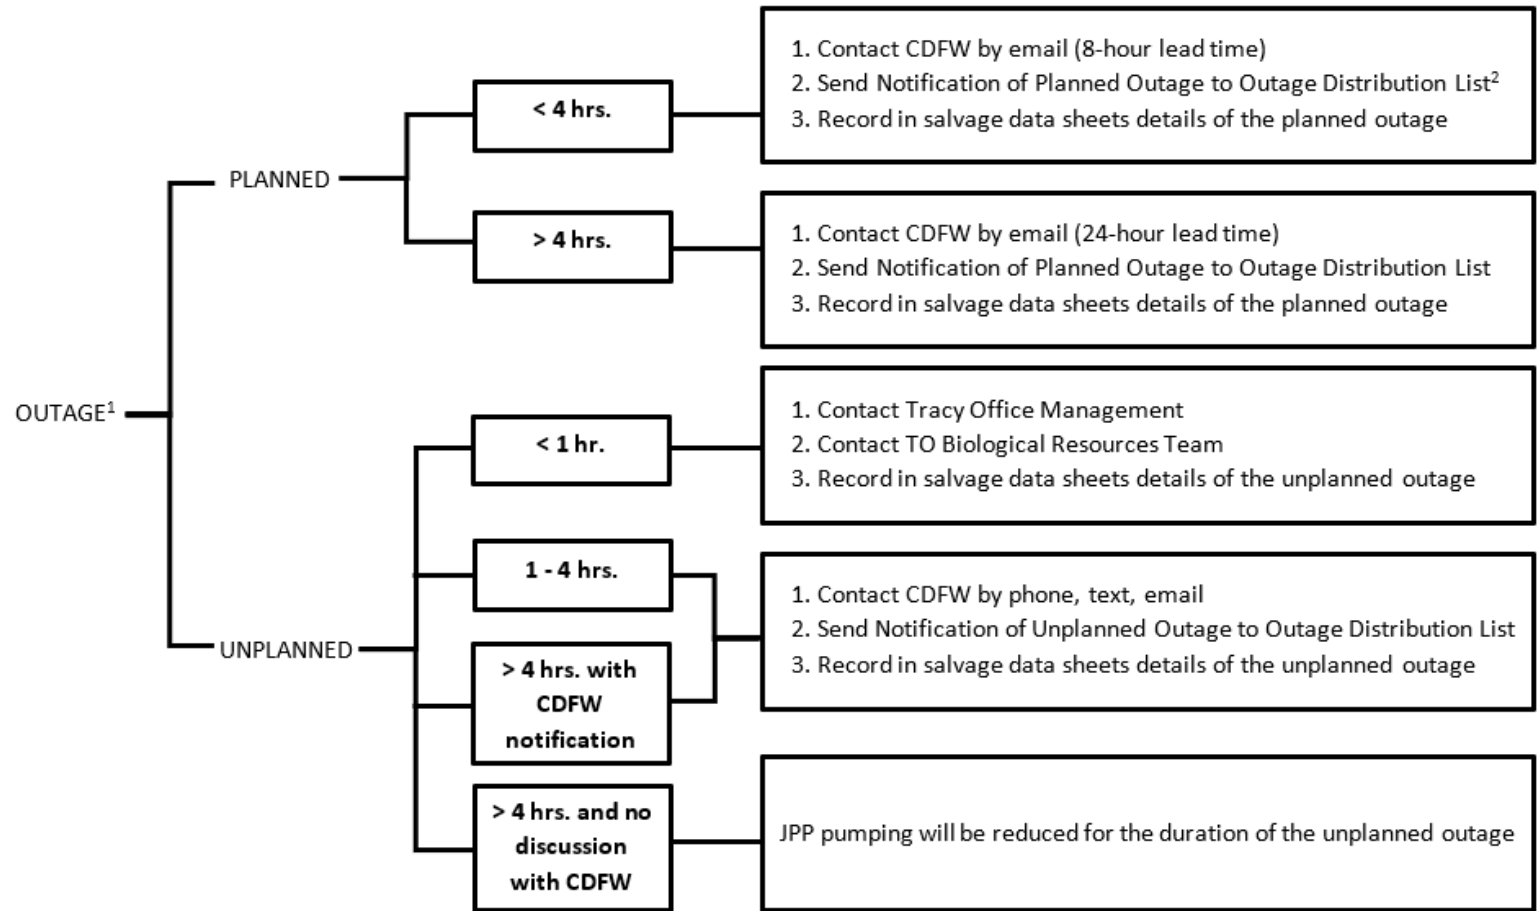 OUTAGE¹
PLANNED
< 4 hrs.
1. Contact CDFW by email (8-hour lead time)
2. Send Notification of Planned Outage to Outage Distribution List²
3. Record in salvage data sheets details of the planned outage
> 4 hrs.
1. Contact CDFW by email (24-hour lead time)
2. Send Notification of Planned Outage to Outage Distribution List
3. Record in salvage data sheets details of the planned outage
UNPLANNED
< 1 hr.
1. Contact Tracy Office Management
2. Contact TO Biological Resources Team
3. Record in salvage data sheets details of the unplanned outage
1 - 4 hrs.
> 4 hrs. with
CDFW
notification
1. Contact CDFW by phone, text, email
2. Send Notification of Unplanned Outage to Outage Distribution List
3. Record in salvage data sheets details of the unplanned outage
> 4 hrs. and no
discussion
with CDFW
JPP pumping will be reduced for the duration of the unplanned outage